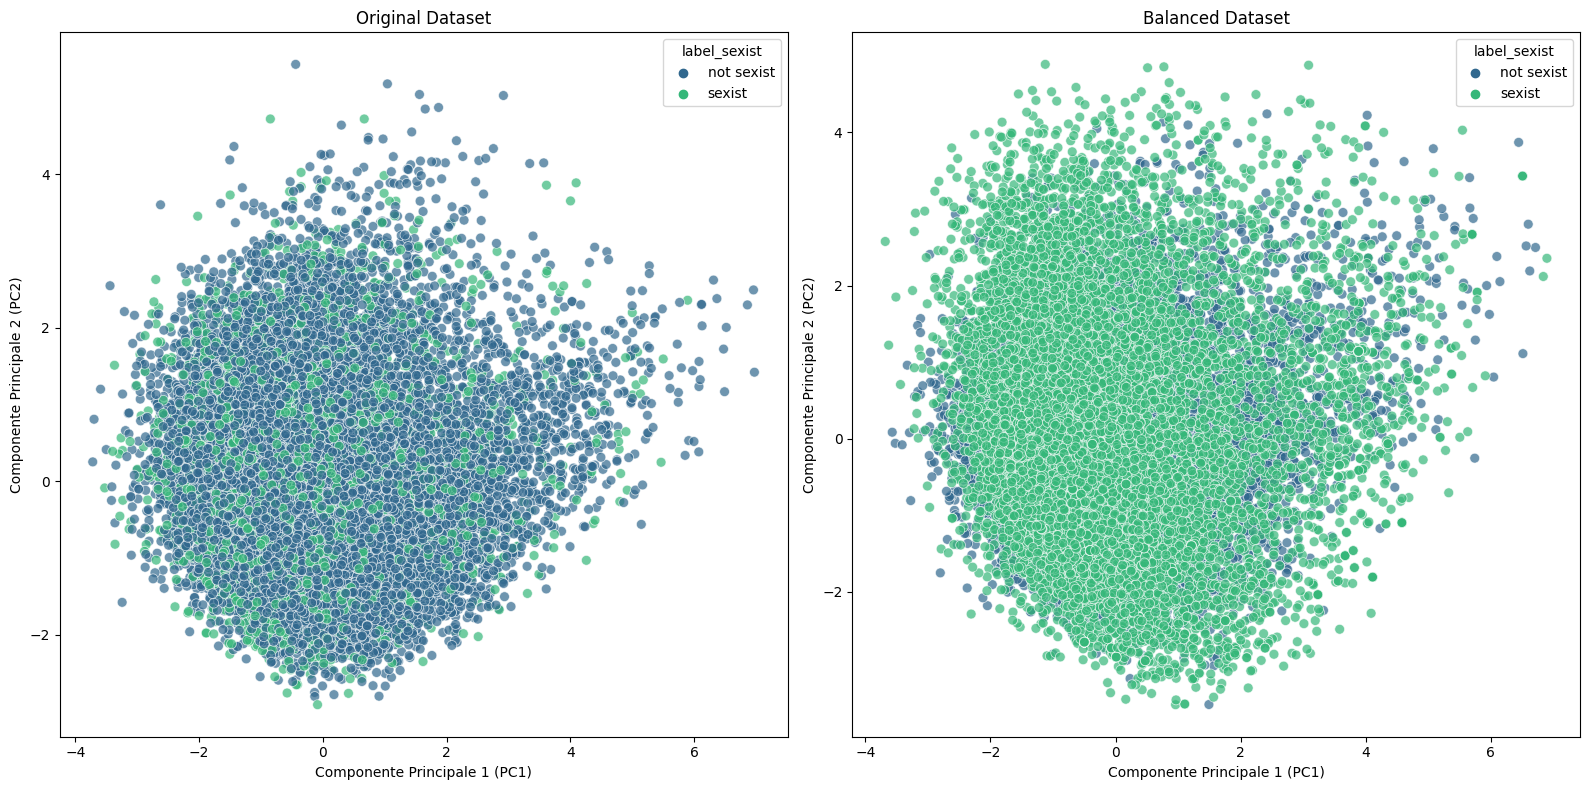 Original Dataset
label_sexist
not sexist
sexist
4
2
0
−2
−4
−2
0
2
4
6
Componente Principale 1 (PC1)
Componente Principale 2 (PC2)
Balanced Dataset
label_sexist
not sexist
sexist
4
2
0
−2
−4
−2
0
2
4
6
Componente Principale 1 (PC1)
Componente Principale 2 (PC2)